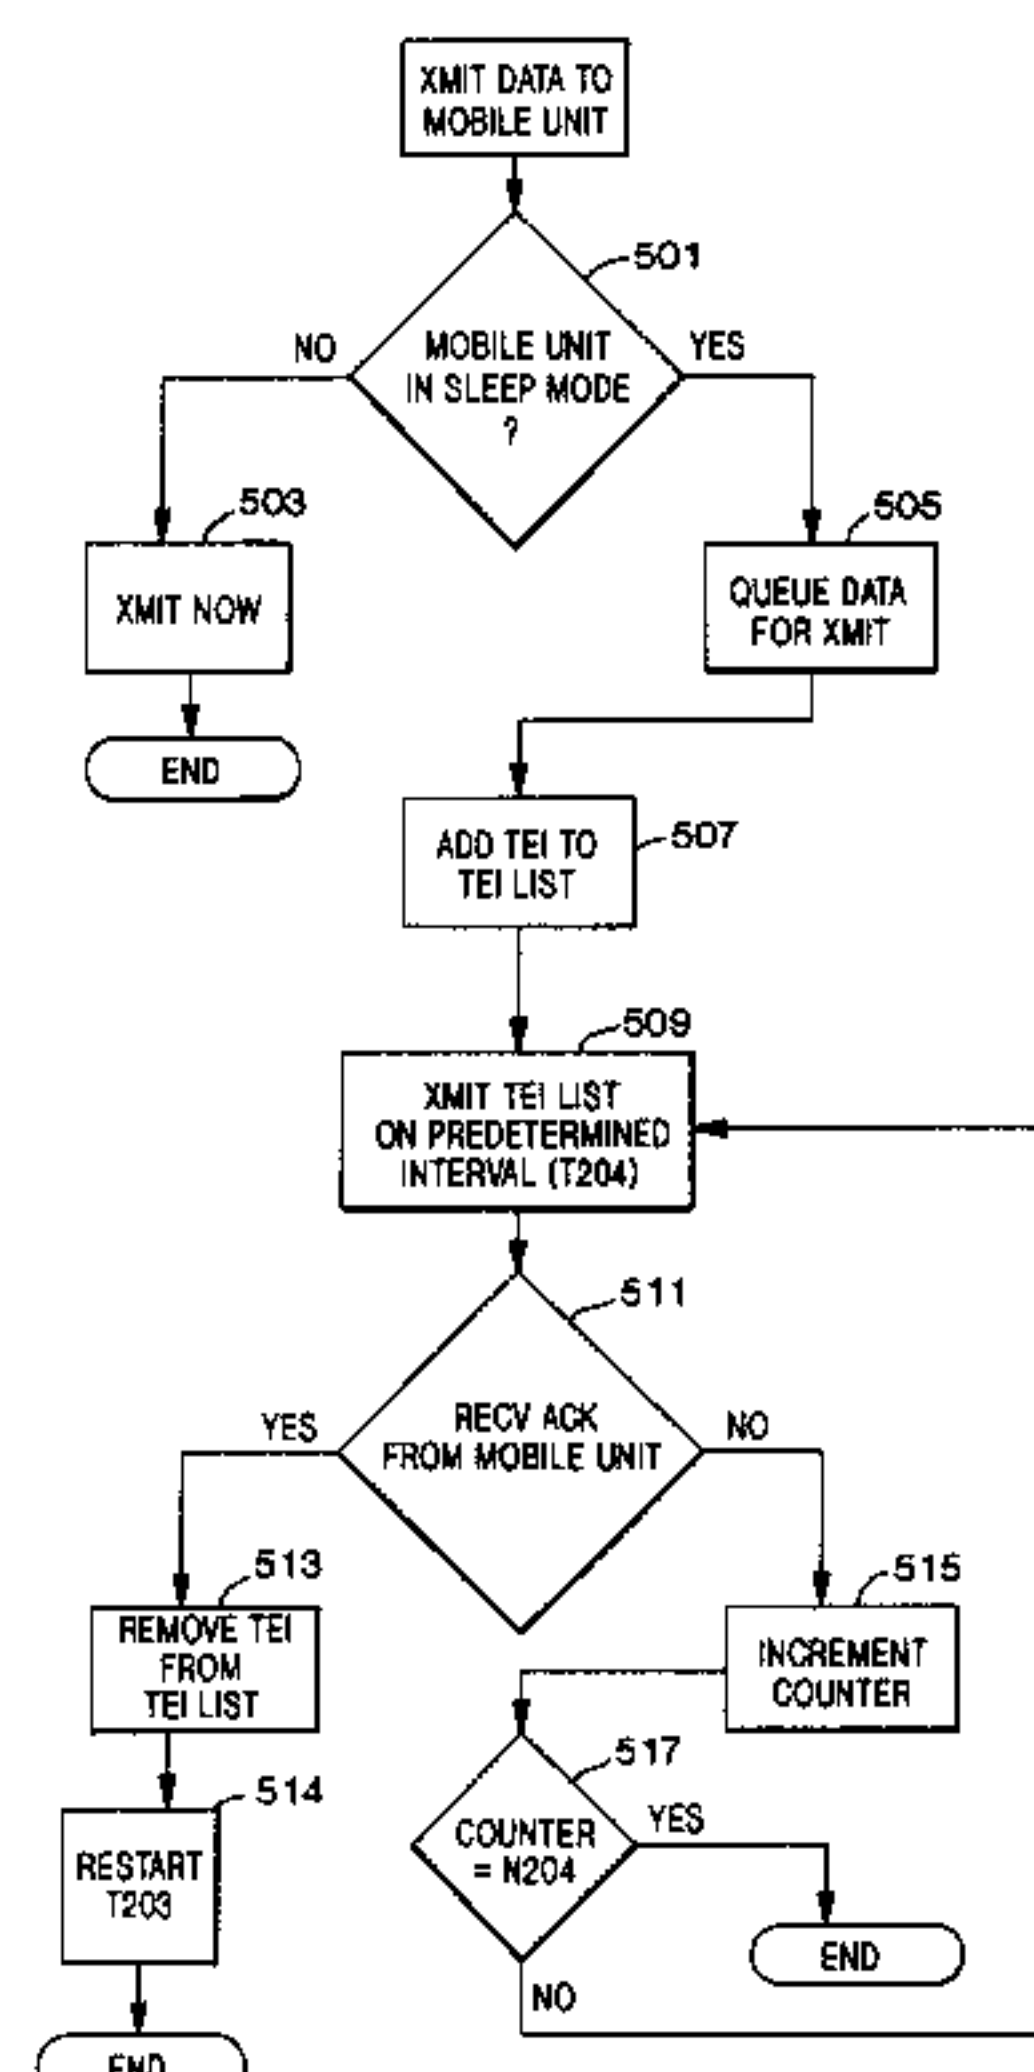 XMIT DATA TO
MOBILE UNIT
501
MOBILE UNIT
IN SLEEP MODE
?
NO
YES
503
XMIT NOW
END
505
QUEUE DATA
FOR XMIT
507
ADD TEI TO
TEI LIST
509
XMIT TEI LIST
ON PREDETERMINED
INTERVAL (T204)
511
RECV ACK
FROM MOBILE UNIT
YES
NO
513
REMOVE TEI
FROM
TEI LIST
514
RESTART
T203
END
515
INCREMENT
COUNTER
517
COUNTER
= N204
YES
END
NO